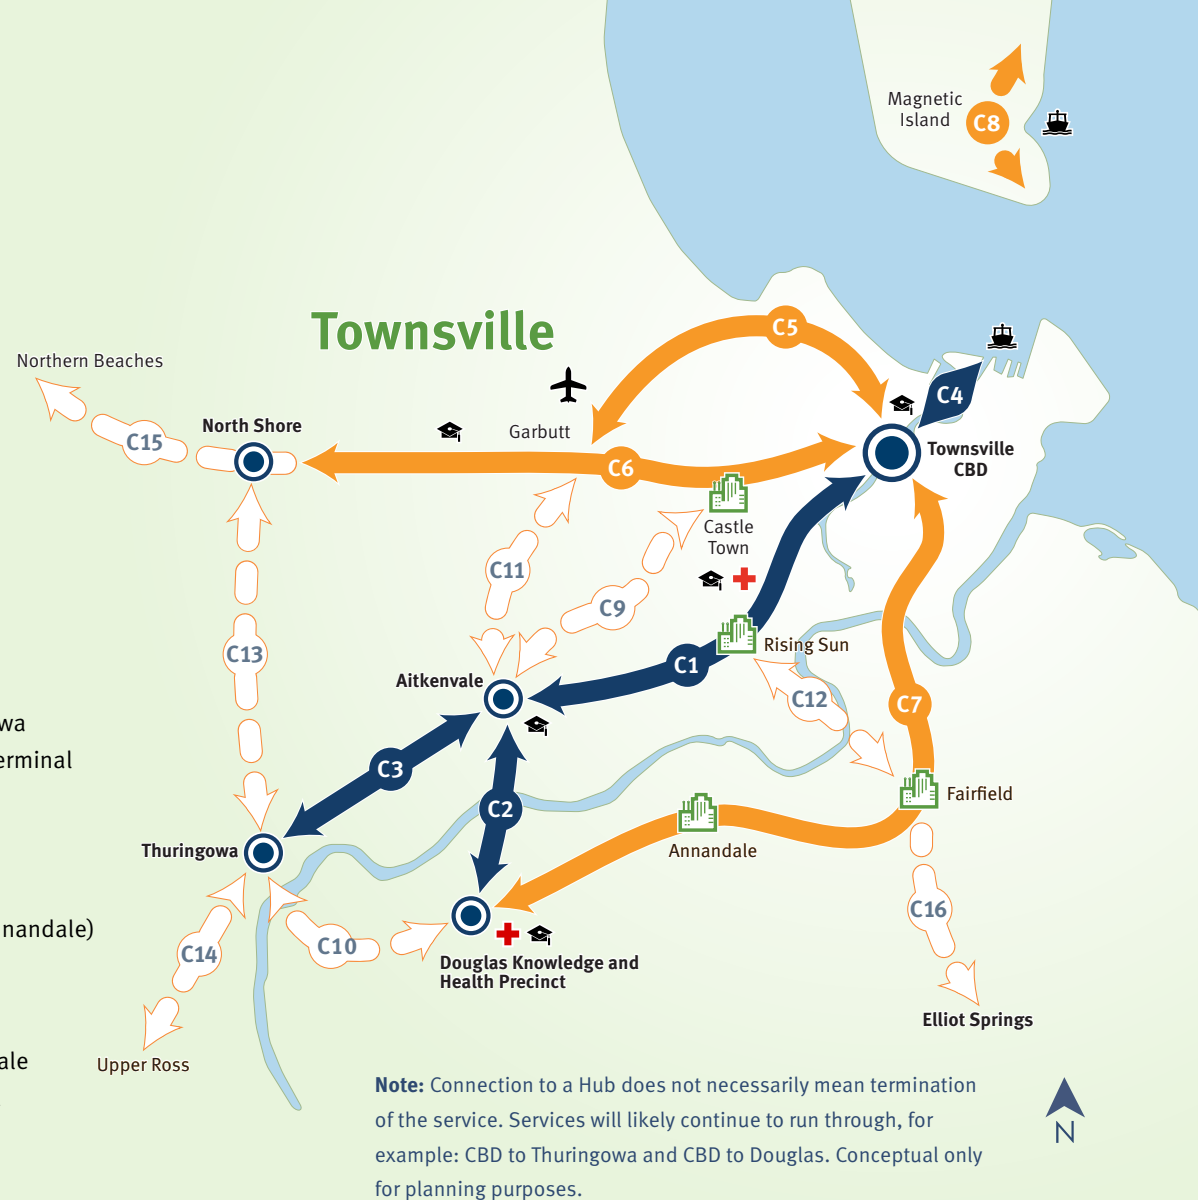 Magnetic
Island
C8
Townsville
C5
Northern Beaches
C4
C15
North Shore
Garbutt
C6
Townsville
CBD
Castle
Town
C11
C9
C13
C1
Rising Sun
Aitkenvale
C12
C7
wa
erminal
C3
C2
Fairfield
Thuringowa
Annandale
nandale)
C14
C10
C16
Douglas Knowledge and
Health Precinct
Elliot Springs
ale
Upper Ross
Note: Connection to a Hub does not necessarily mean termination
of the service. Services will likely continue to run through, for
example: CBD to Thuringowa and CBD to Douglas. Conceptual only
for planning purposes.
N